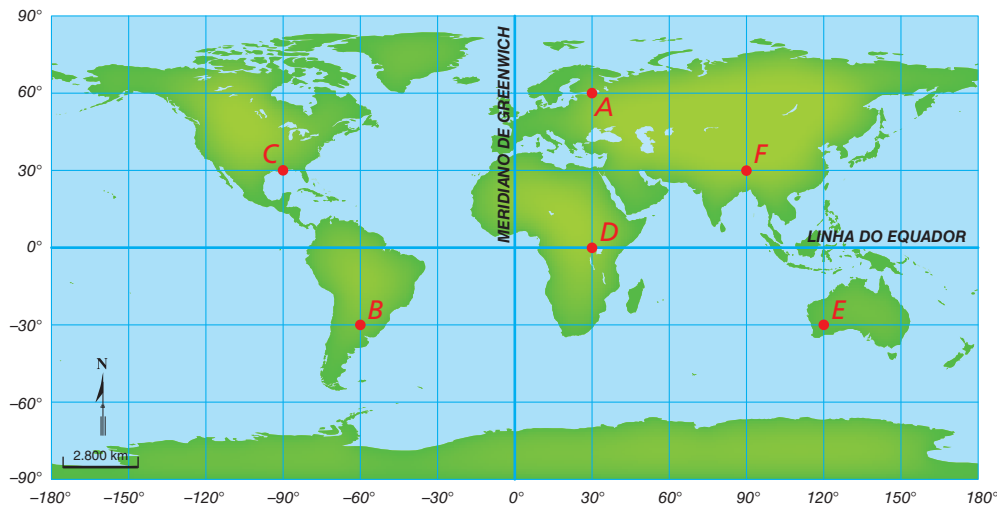 90°
60°
30°
0°
–30°
–60°
–90°
MERIDIANO DE GREENWICH
A
C
F
D
LINHA DO EQUADOR
B
E
N
2.800 km
–180°
–150°
–120°
–90°
–60°
–30°
0°
30°
60°
90°
120°
150°
180°